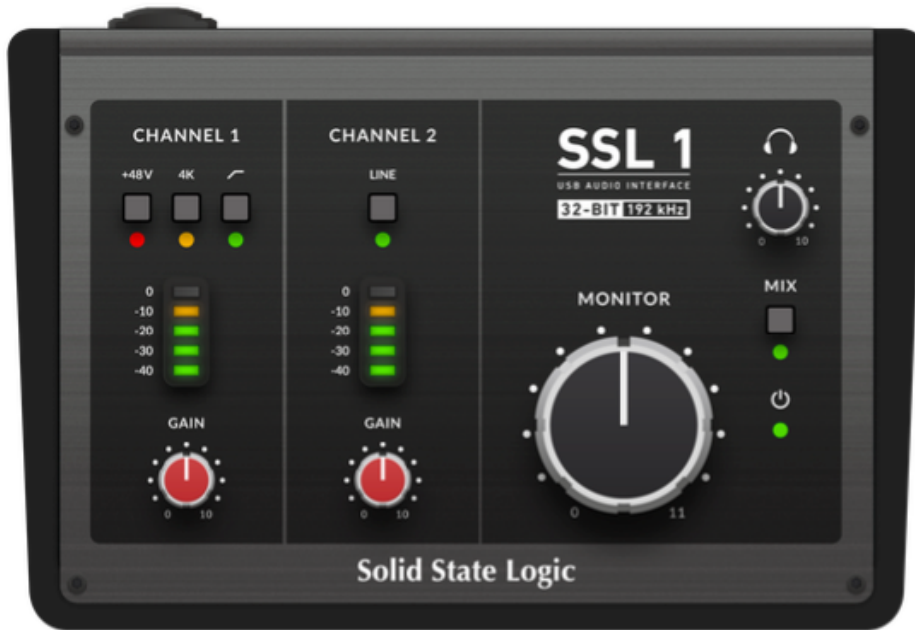 CHANNEL 1
+48V 4K
0
-10
-20
-30
-40
GAIN
0 10
CHANNEL 2
LINE
0
-10
-20
-30
-40
GAIN
0 10
SSL 1
USB AUDIO INTERFACE
32-BIT 192 kHz
0 10
MONITOR
MIX
0 11
Solid State Logic